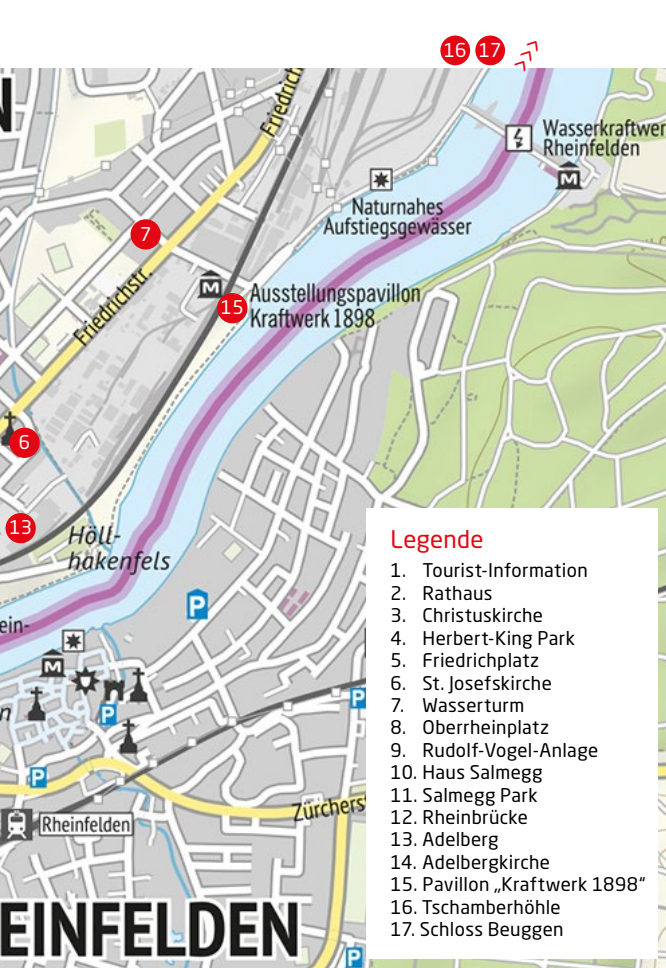 16 17
N
Friedrich
Wasserkraftwer
Rheinfelden
Naturnahes
Aufstiegsgewässer
7
M
M
Friedrichstr.
15
Ausstellungspavillon
Kraftwerk 1898
6
13
Höll-
hakenfels
P
ein-
M
n
P
P
P
Zürchers
Rheinfelden
EINFELDEN
P
Legende
1. Tourist-Information
2. Rathaus
3. Christuskirche
4. Herbert-King Park
5. Friedrichplatz
6. St. Josefskirche
7. Wasserturm
8. Oberrheinplatz
9. Rudolf-Vogel-Anlage
10. Haus Salmegg
11. Salmegg Park
12. Rheinbrücke
13. Adelberg
14. Adelbergkirche
15. Pavillon „Kraftwerk 1898“
16. Tschamberhöhle
17. Schloss Beuggen